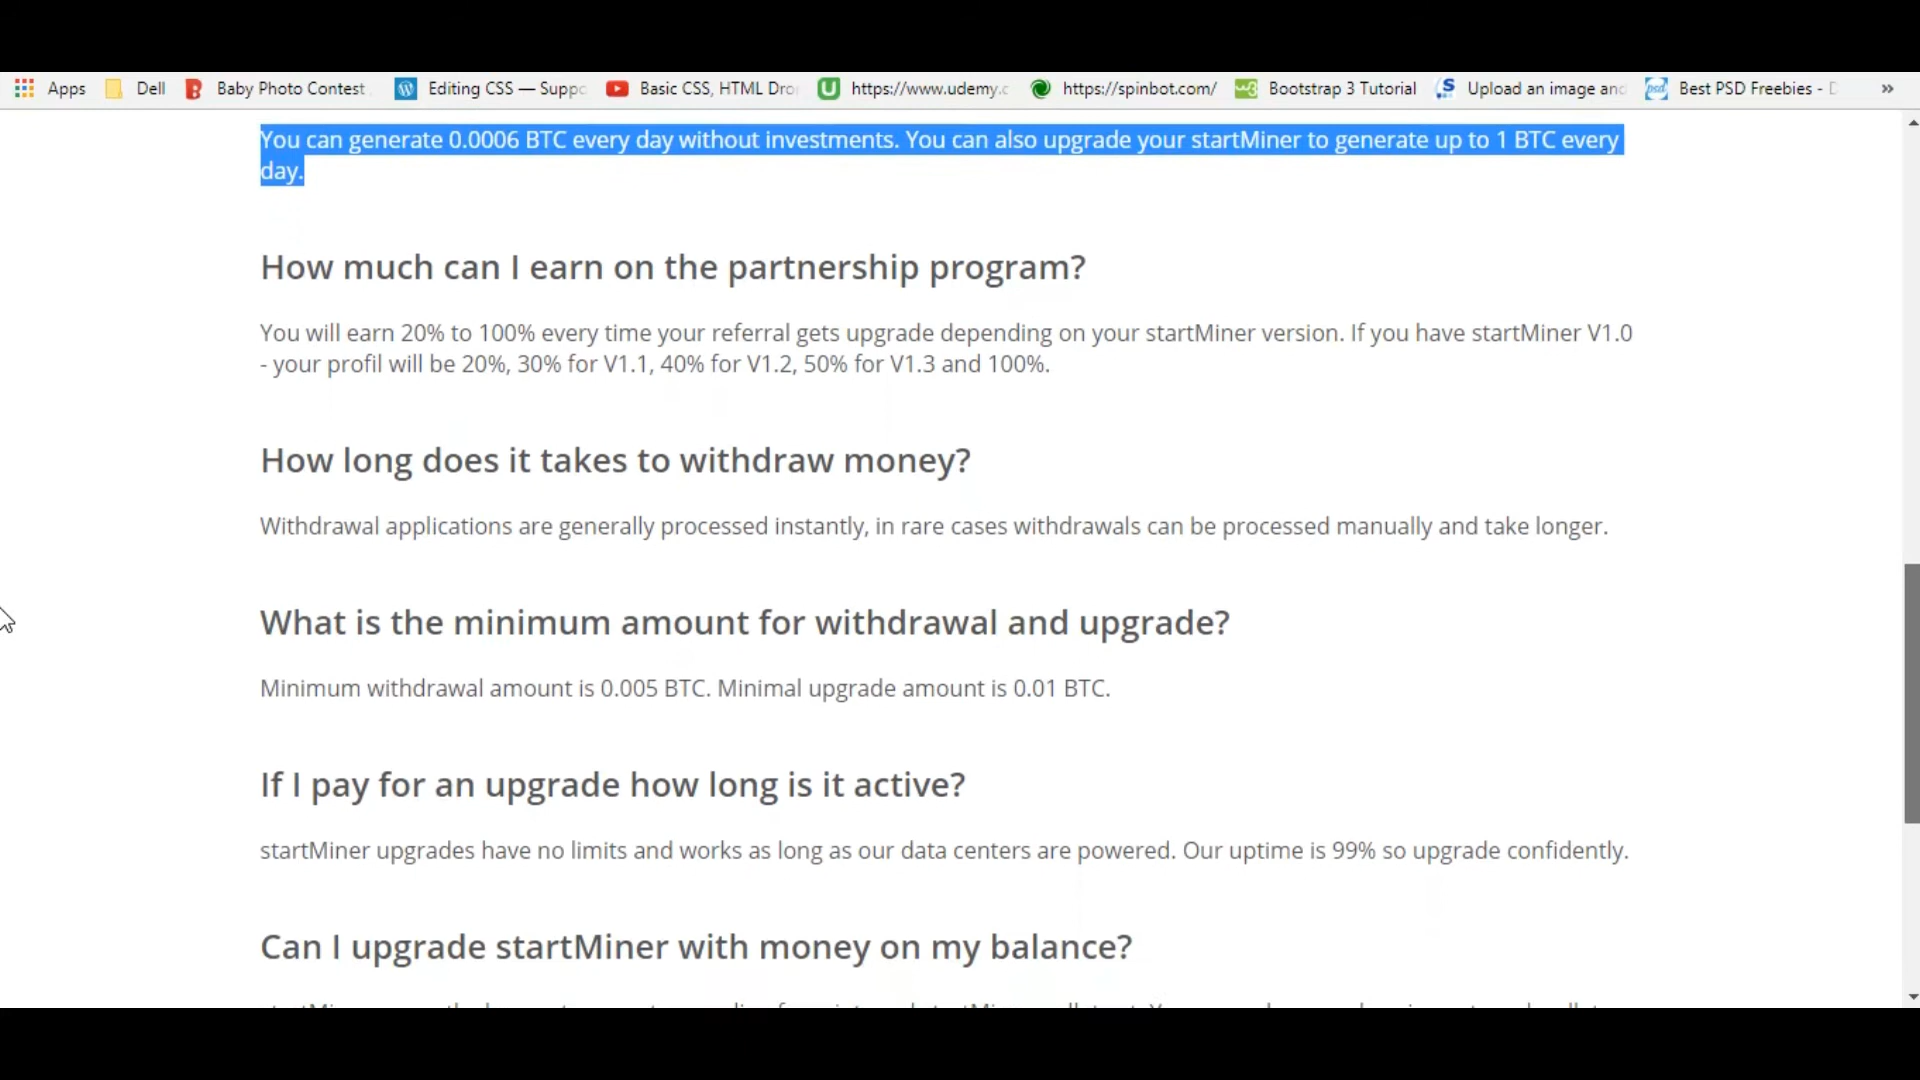 Apps Dell Baby Photo Contest Editing CSS — Suppo Basic CSS, HTML Dro https://www.udemy.c https://spinbot.com/ Bootstrap 3 Tutorial Upload an image and Best PSD Freebies - D »
You can generate 0.0006 BTC every day without investments. You can also upgrade your startMiner to generate up to 1 BTC every
day.
How much can I earn on the partnership program?
You will earn 20% to 100% every time your referral gets upgrade depending on your startMiner version. If you have startMiner V1.0
- your profil will be 20%, 30% for V1.1, 40% for V1.2, 50% for V1.3 and 100%.
How long does it takes to withdraw money?
Withdrawal applications are generally processed instantly, in rare cases withdrawals can be processed manually and take longer.
What is the minimum amount for withdrawal and upgrade?
Minimum withdrawal amount is 0.005 BTC. Minimal upgrade amount is 0.01 BTC.
If I pay for an upgrade how long is it active?
startMiner upgrades have no limits and works as long as our data centers are powered. Our uptime is 99% so upgrade confidently.
Can I upgrade startMiner with money on my balance?